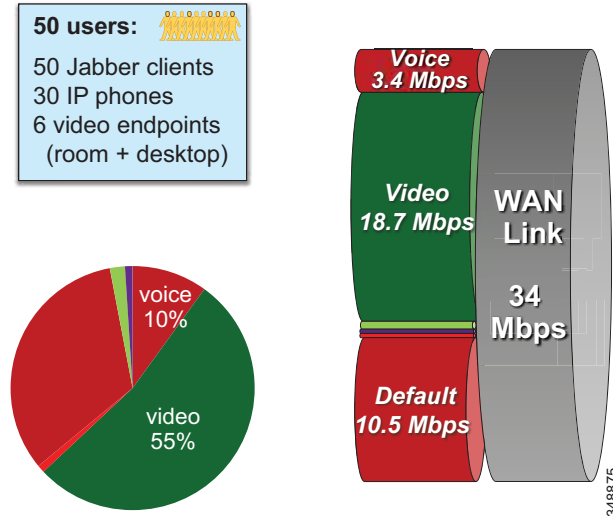 50 users:
50 Jabber clients
30 IP phones
6 video endpoints
(room + desktop)
voice
10%
video
55%
Voice
3.4 Mbps
Video
18.7 Mbps
Default
10.5 Mbps
WAN
Link
34
Mbps
348875